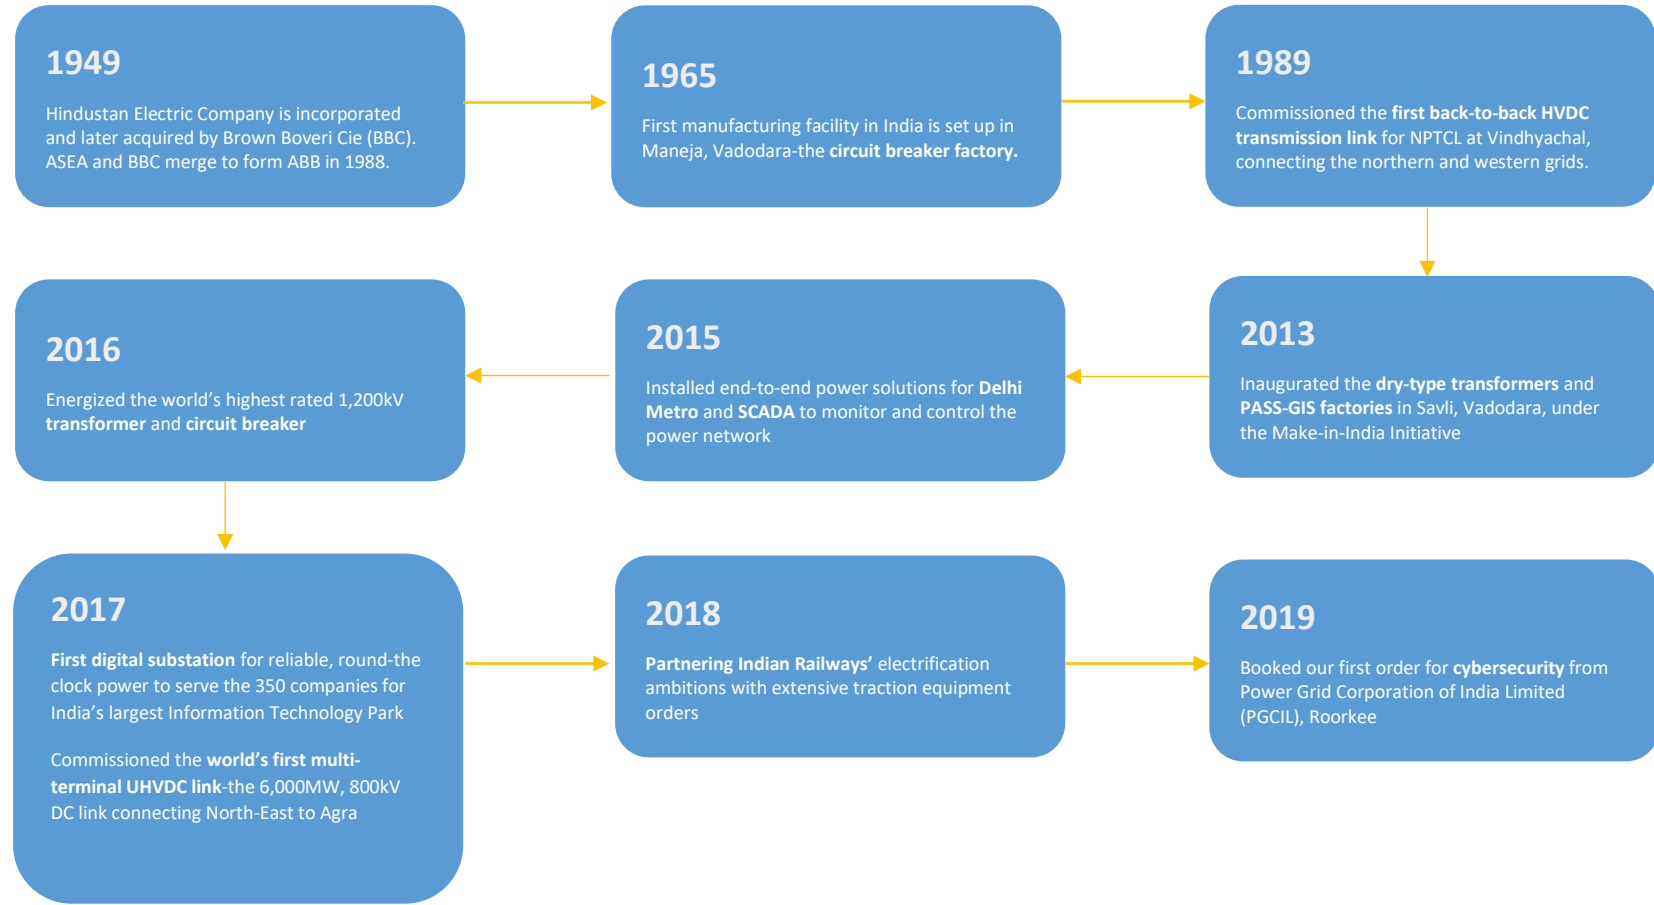 1949
Hindustan Electric Company is incorporated
and later acquired by Brown Boveri Cie (BBC).
ASEA and BBC merge to form ABB in 1988.
1965
First manufacturing facility in India is set up in
Maneja, Vadodara-the circuit breaker factory.
1989
Commissioned the first back-to-back HVDC
transmission link for NPTCL at Vindhyachal,
connecting the northern and western grids.
2013
Inaugurated the dry-type transformers and
PASS-GIS factories in Savli, Vadodara, under
the Make-in-India Initiative
2015
Installed end-to-end power solutions for Delhi
Metro and SCADA to monitor and control the
power network
2016
Energized the world’s highest rated 1,200kV
transformer and circuit breaker
2017
First digital substation for reliable, round-the
clock power to serve the 350 companies for
India’s largest Information Technology Park
Commissioned the world’s first multi-
terminal UHVDC link-the 6,000MW, 800kV
DC link connecting North-East to Agra
2018
Partnering Indian Railways’ electrification
ambitions with extensive traction equipment
orders
2019
Booked our first order for cybersecurity from
Power Grid Corporation of India Limited
(PGCIL), Roorkee